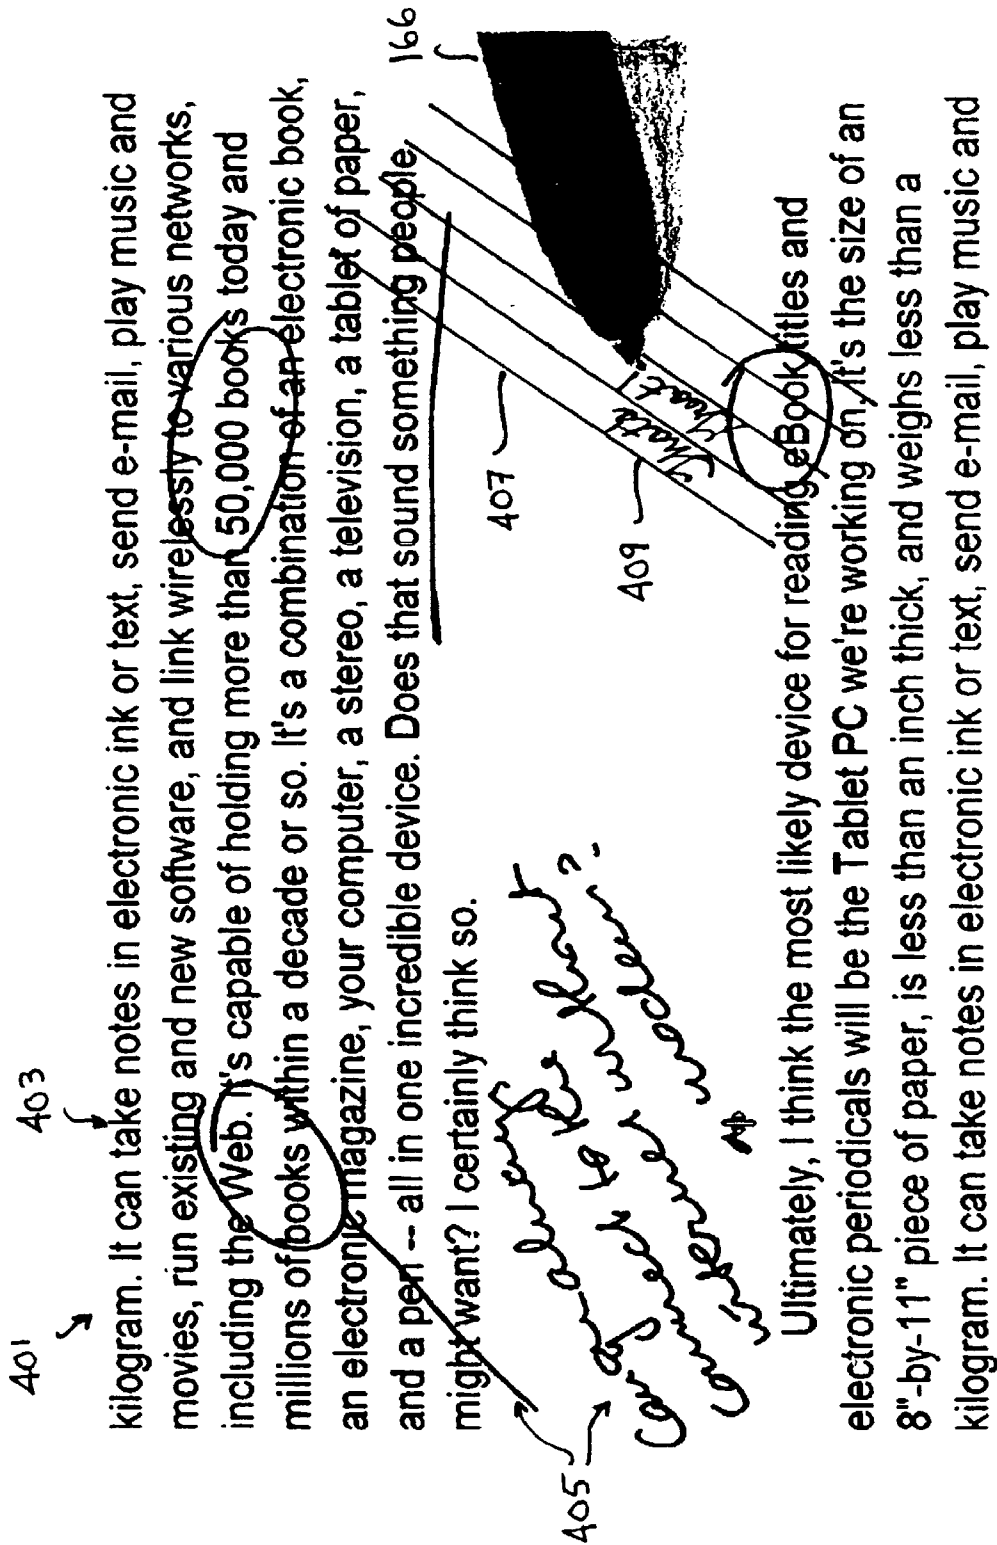 401
403
kilogram. It can take notes in electronic ink or text, send e-mail, play music and
movies, run existing and new software, and link wirelessly to various networks,
including the Web. It's capable of holding more than 50,000 books today and
millions of books within a decade or so. It's a combination of an electronic book,
an electronic magazine, your computer, a stereo, a television, a tablet of paper,
and a pen -- all in one incredible device. Does that sound something people
might want? I certainly think so.
166
405
407
409
That's
great!
to be
?
Ultimately, I think the most likely device for reading eBook titles and
electronic periodicals will be the Tablet PC we're working on. It's the size of an
8"-by-11" piece of paper, is less than an inch thick, and weighs less than a
kilogram. It can take notes in electronic ink or text, send e-mail, play music and